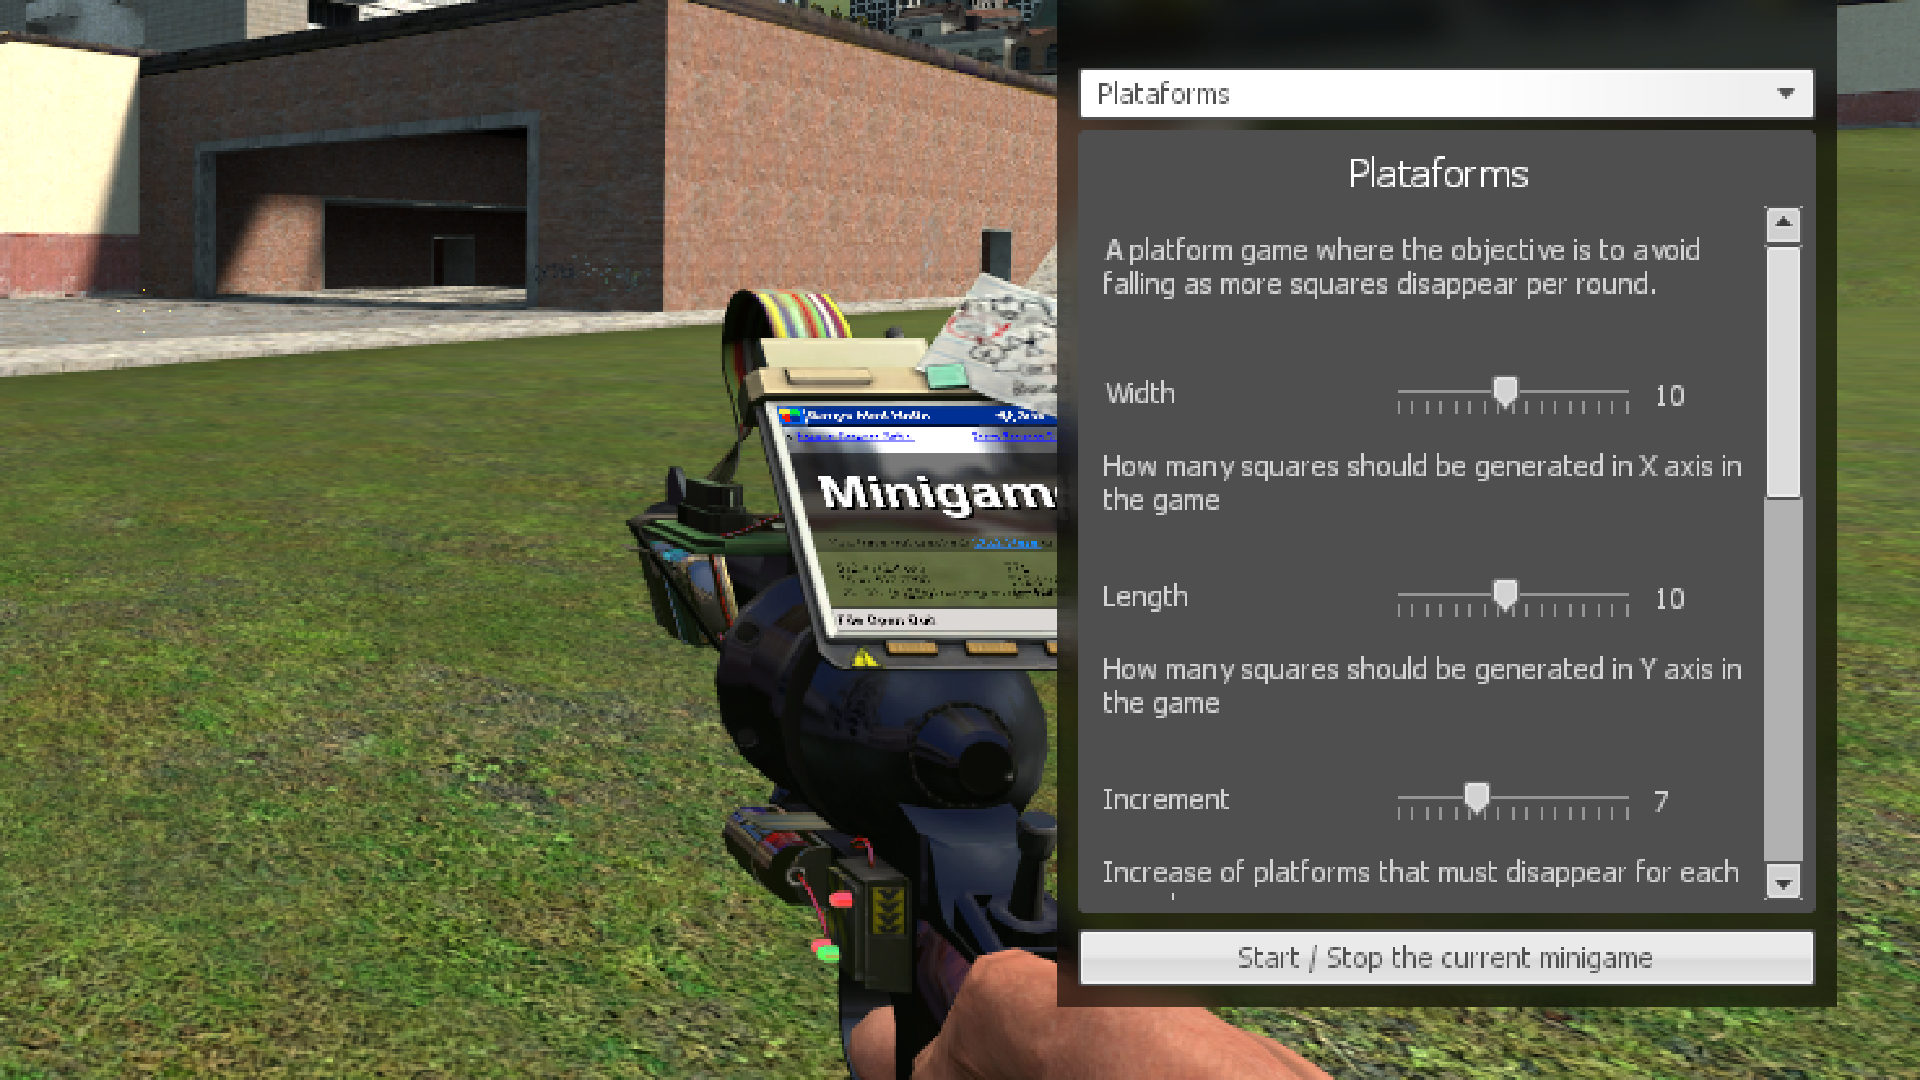 Plataforms
Plataforms
A platform game where the objective is to avoid
falling as more squares disappear per round.
Width 10
How many squares should be generated in X axis in
the game
Length 10
How many squares should be generated in Y axis in
the game
Increment 7
Increase of platforms that must disappear for each
Start / Stop the current minigame
Minigam